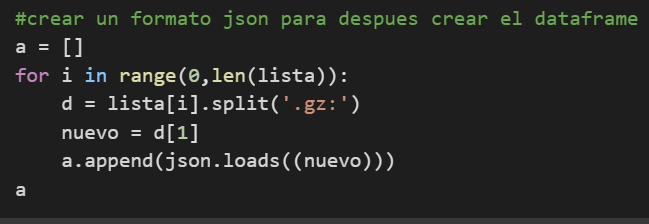 #crear un formato json para despues crear el dataframe
a = []
for i in range(0,len(lista)):
    d = lista[i].split('.gz:')
    nuevo = d[1]
    a.append(json.loads((nuevo)))
a